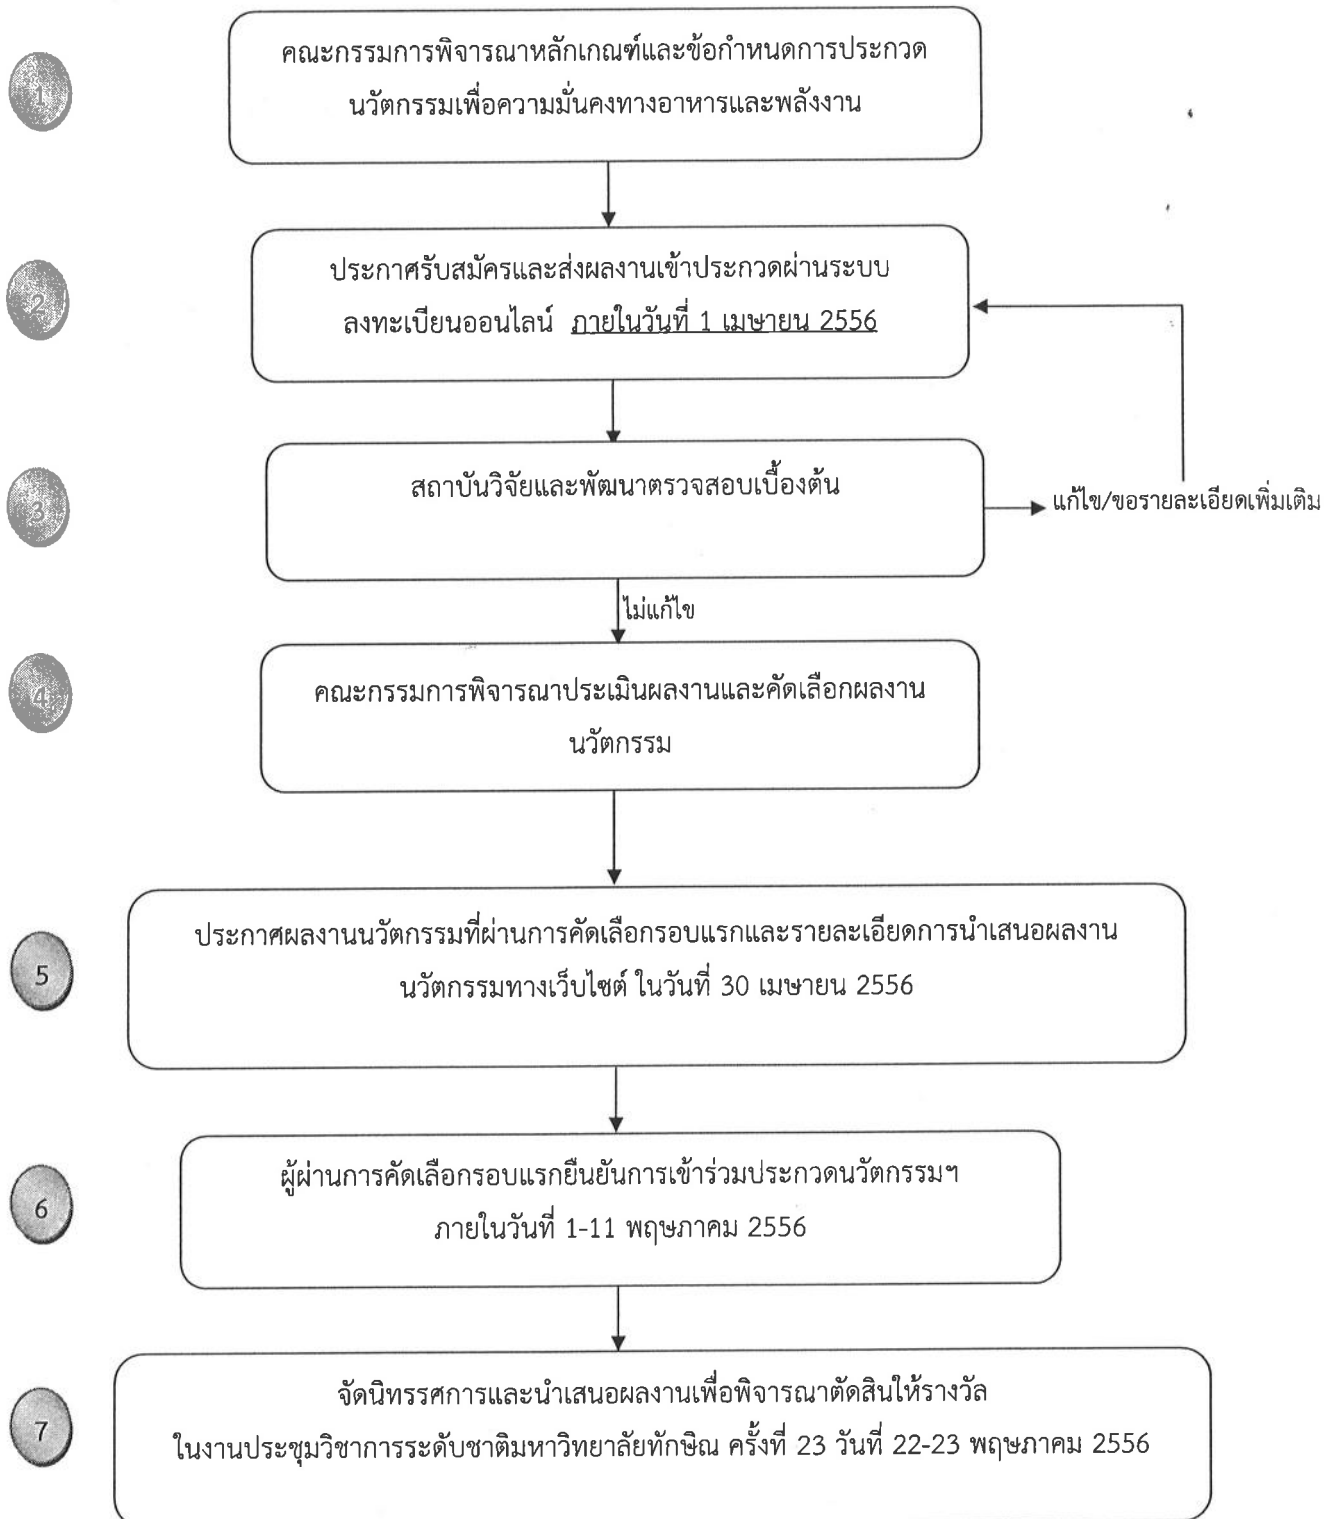 1
คณะกรรมการพิจารณาหลักเกณฑ์และข้อกำหนดการประกวด
นวัตกรรมเพื่อความมั่นคงทางอาหารและพลังงาน
2
ประกาศรับสมัครและส่งผลงานเข้าประกวดผ่านระบบ
ลงทะเบียนออนไลน์ ภายในวันที่ 1 เมษายน 2556
3
สถาบันวิจัยและพัฒนาตรวจสอบเบื้องต้น
แก้ไข/ขอรายละเอียดเพิ่มเติม
ไม่แก้ไข
4
คณะกรรมการพิจารณาประเมินผลงานและคัดเลือกผลงาน
นวัตกรรม
5
ประกาศผลงานนวัตกรรมที่ผ่านการคัดเลือกรอบแรกและรายละเอียดการนำเสนอผลงาน
นวัตกรรมทางเว็บไซต์ ในวันที่ 30 เมษายน 2556
6
ผู้ผ่านการคัดเลือกรอบแรกยืนยันการเข้าร่วมประกวดนวัตกรรมฯ
ภายในวันที่ 1-11 พฤษภาคม 2556
7
จัดนิทรรศการและนำเสนอผลงานเพื่อพิจารณาตัดสินให้รางวัล
ในงานประชุมวิชาการระดับชาติมหาวิทยาลัยทักษิณ ครั้งที่ 23 วันที่ 22-23 พฤษภาคม 2556